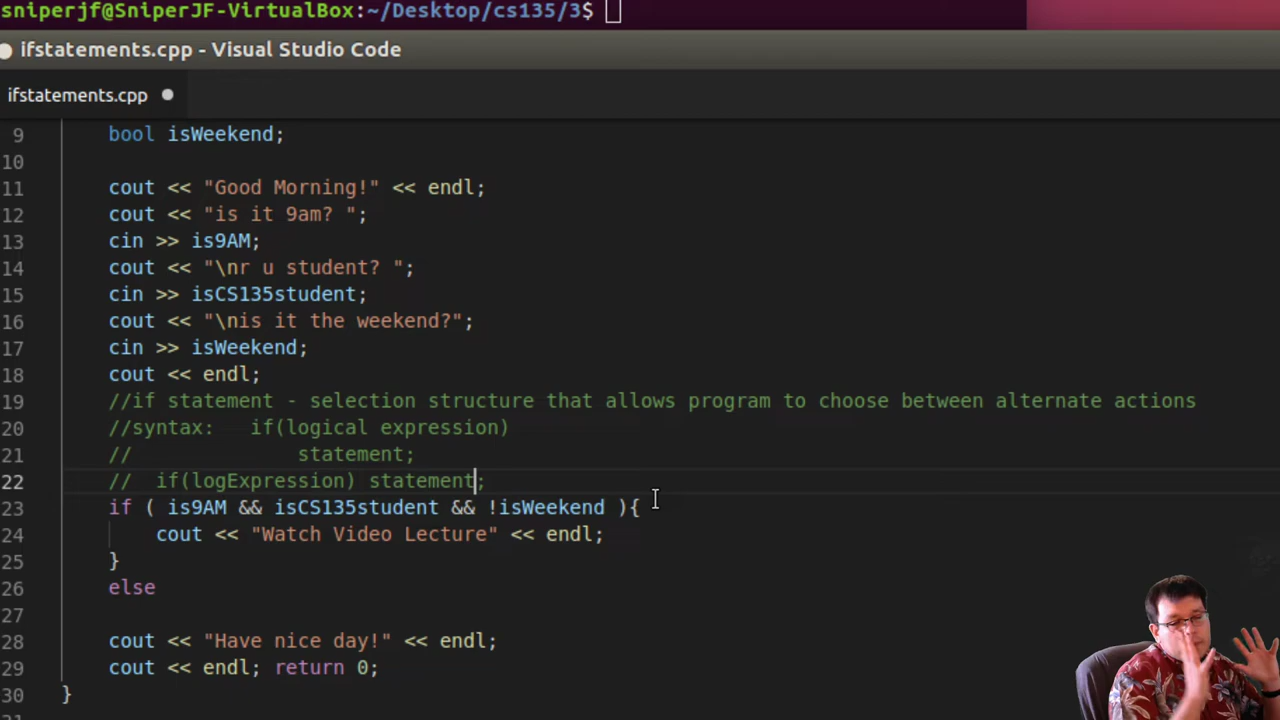 sniperjf@SniperJF-VirtualBox:~/Desktop/cs135/3$
ifstatements.cpp - Visual Studio Code
ifstatements.cpp
9 bool isWeekend;
10
11 cout << "Good Morning!" << endl;
12 cout << "is it 9am? ";
13 cin >> is9AM;
14 cout << "\nr u student? ";
15 cin >> isCS135student;
16 cout << "\nis it the weekend?";
17 cin >> isWeekend;
18 cout << endl;
19 //if statement - selection structure that allows program to choose between alternate actions
20 //syntax:   if(logical expression)
21 //              statement;
22 //  if(logExpression) statement;
23 if ( is9AM && isCS135student && !isWeekend ){
24     cout << "Watch Video Lecture" << endl;
25 }
26 else
27
28 cout << "Have nice day!" << endl;
29 cout << endl; return 0;
30 }